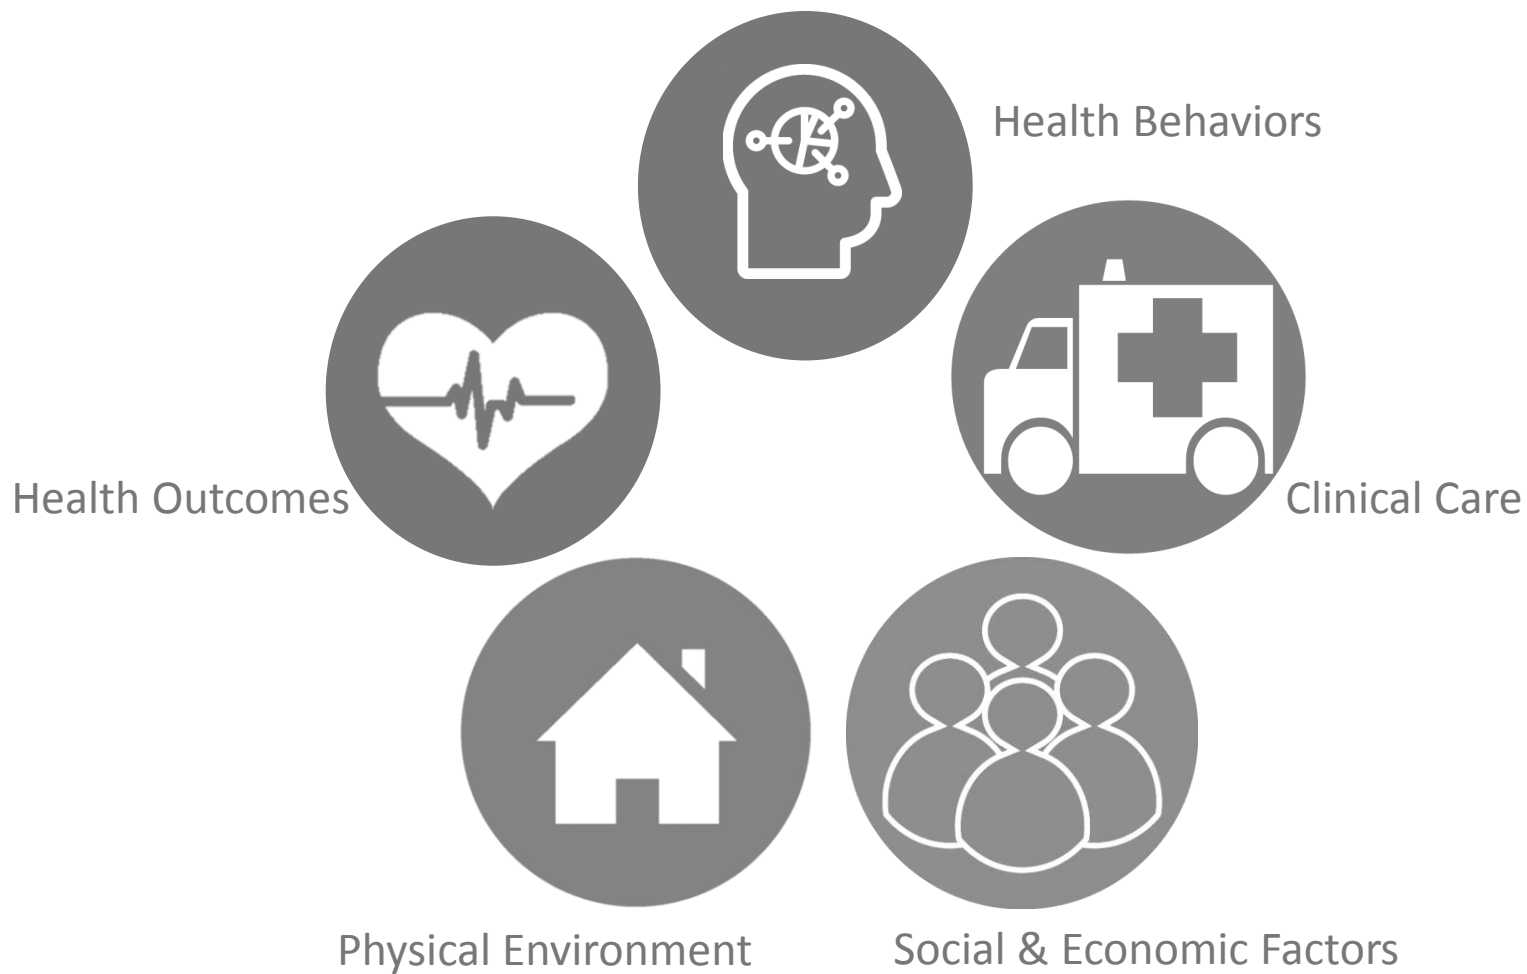 Health Behaviors
Health Outcomes
Clinical Care
Physical Environment
Social & Economic Factors